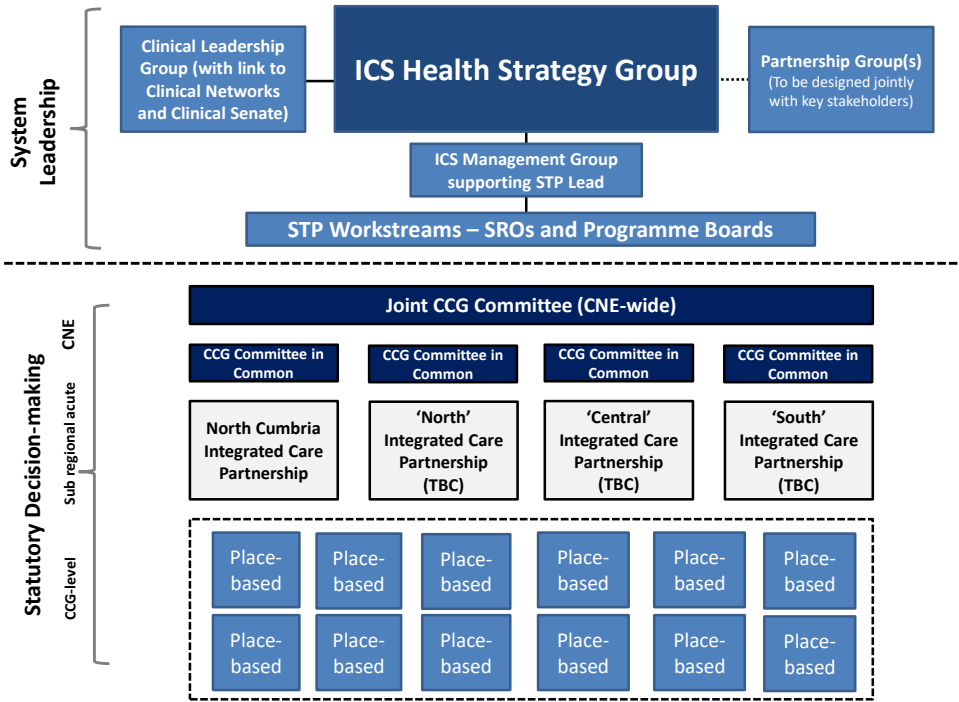 System
Leadership
Clinical Leadership
Group (with link to
Clinical Networks
and Clinical Senate)
ICS Health Strategy Group
Partnership Group(s)
(To be designed jointly
with key stakeholders)
ICS Management Group
supporting STP Lead
STP Workstreams – SROs and Programme Boards
Statutory Decision-making
CNE
Joint CCG Committee (CNE-wide)
CCG Committee in
Common
CCG Committee in
Common
CCG Committee in
Common
CCG Committee in
Common
Sub regional acute
North Cumbria
Integrated Care
Partnership
‘North’
Integrated Care
Partnership
(TBC)
‘Central’
Integrated Care
Partnership
(TBC)
‘South’
Integrated Care
Partnership
(TBC)
CCG-level
Place-
based
Place-
based
Place-
based
Place-
based
Place-
based
Place-
based
Place-
based
Place-
based
Place-
based
Place-
based
Place-
based
Place-
based